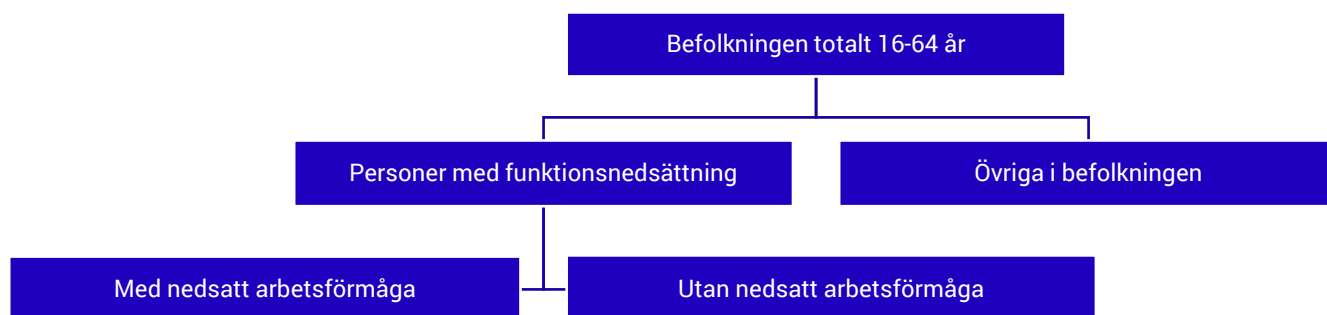 Befolkningen totalt 16-64 år
Personer med funktionsnedsättning
Övriga i befolkningen
Med nedsatt arbetsförmåga
Utan nedsatt arbetsförmåga